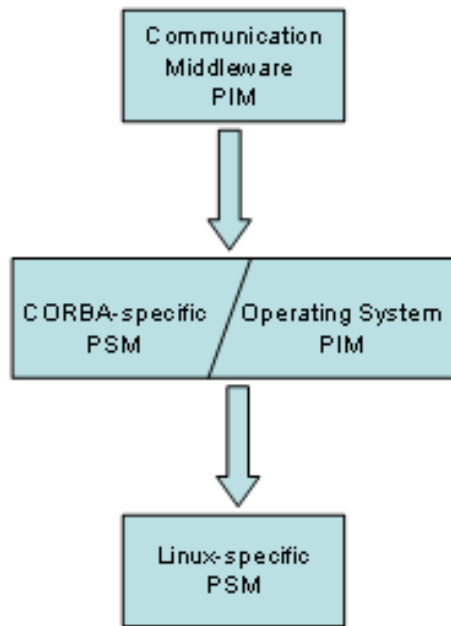 Communication
Middleware
PIM
CORBA-specific
PSM
Operating System
PIM
Linux-specific
PSM